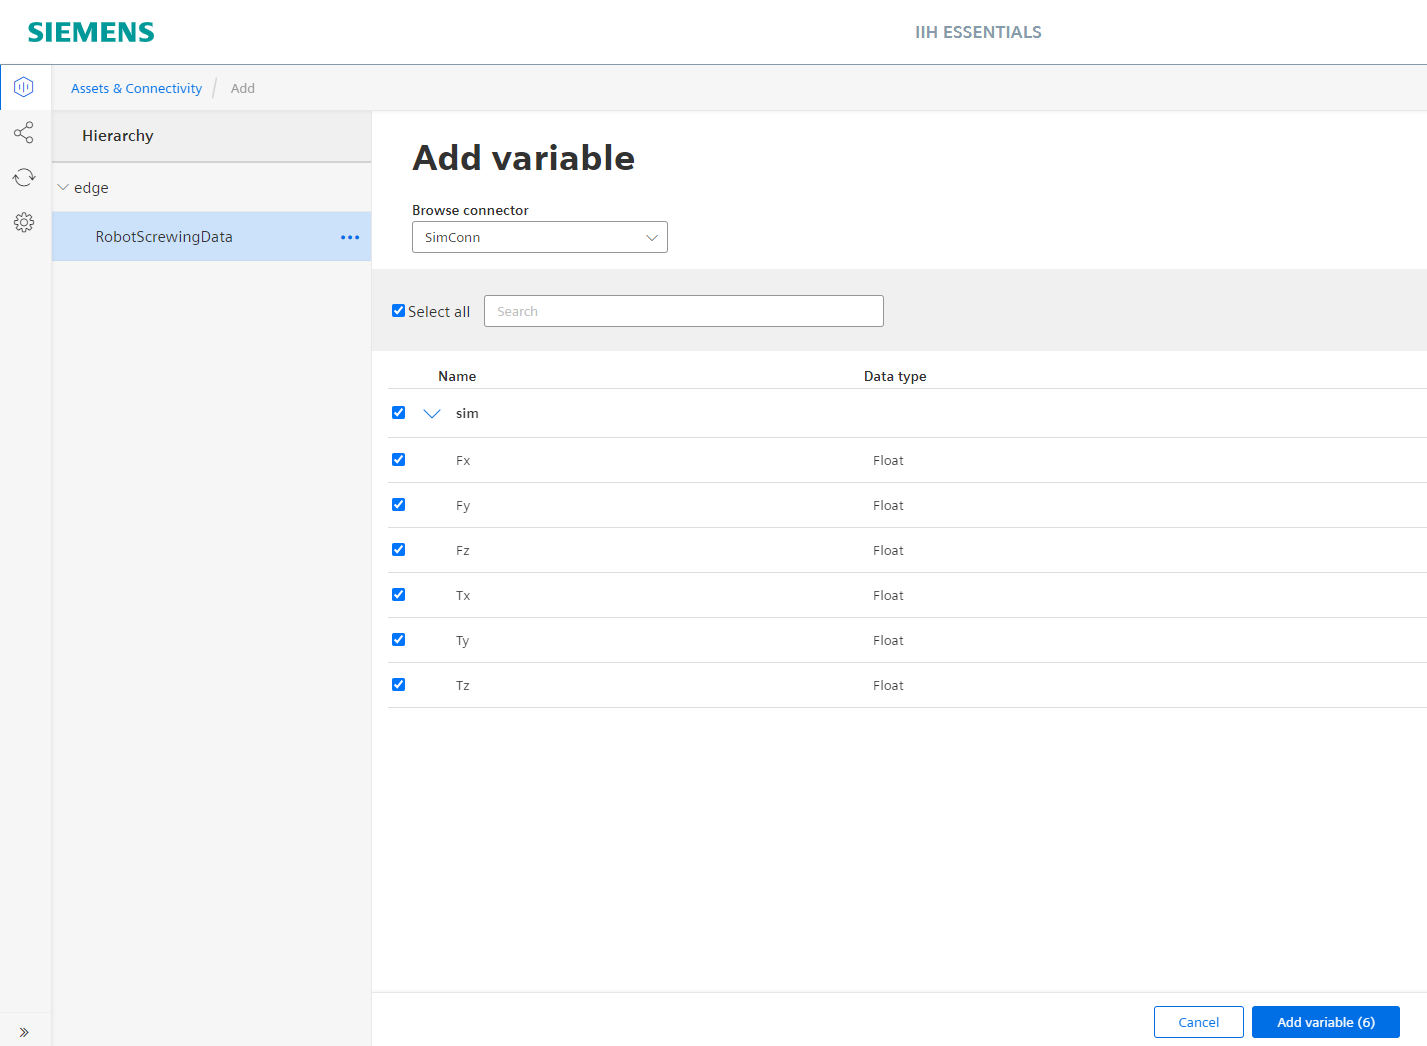 SIEMENS
IIH ESSENTIALS
Assets & Connectivity
Add
Hierarchy
edge
RobotScrewingData
Add variable
Browse connector
SimConn
Select all
Search
Name
Data type
sim
Fx Float
Fy Float
Fz Float
Tx Float
Ty Float
Tz Float
Cancel
Add variable (6)